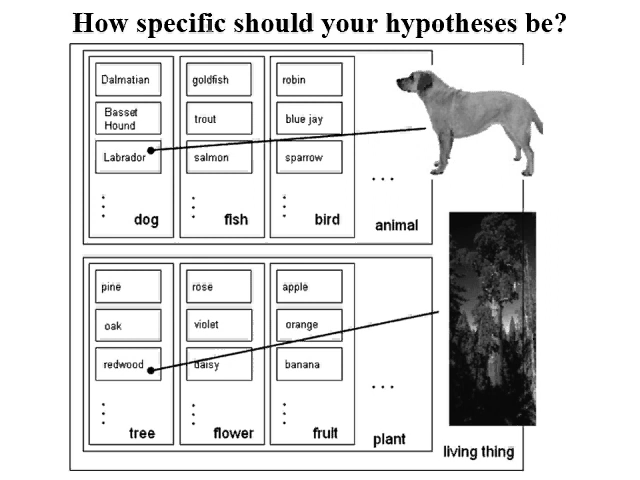 How specific should your hypotheses be?
Dalmatian
Basset
Hound
Labrador
dog
goldfish
trout
salmon
fish
robin
blue jay
sparrow
bird
...
animal
pine
oak
redwood
tree
rose
violet
daisy
flower
apple
orange
banana
fruit
...
plant
living thing